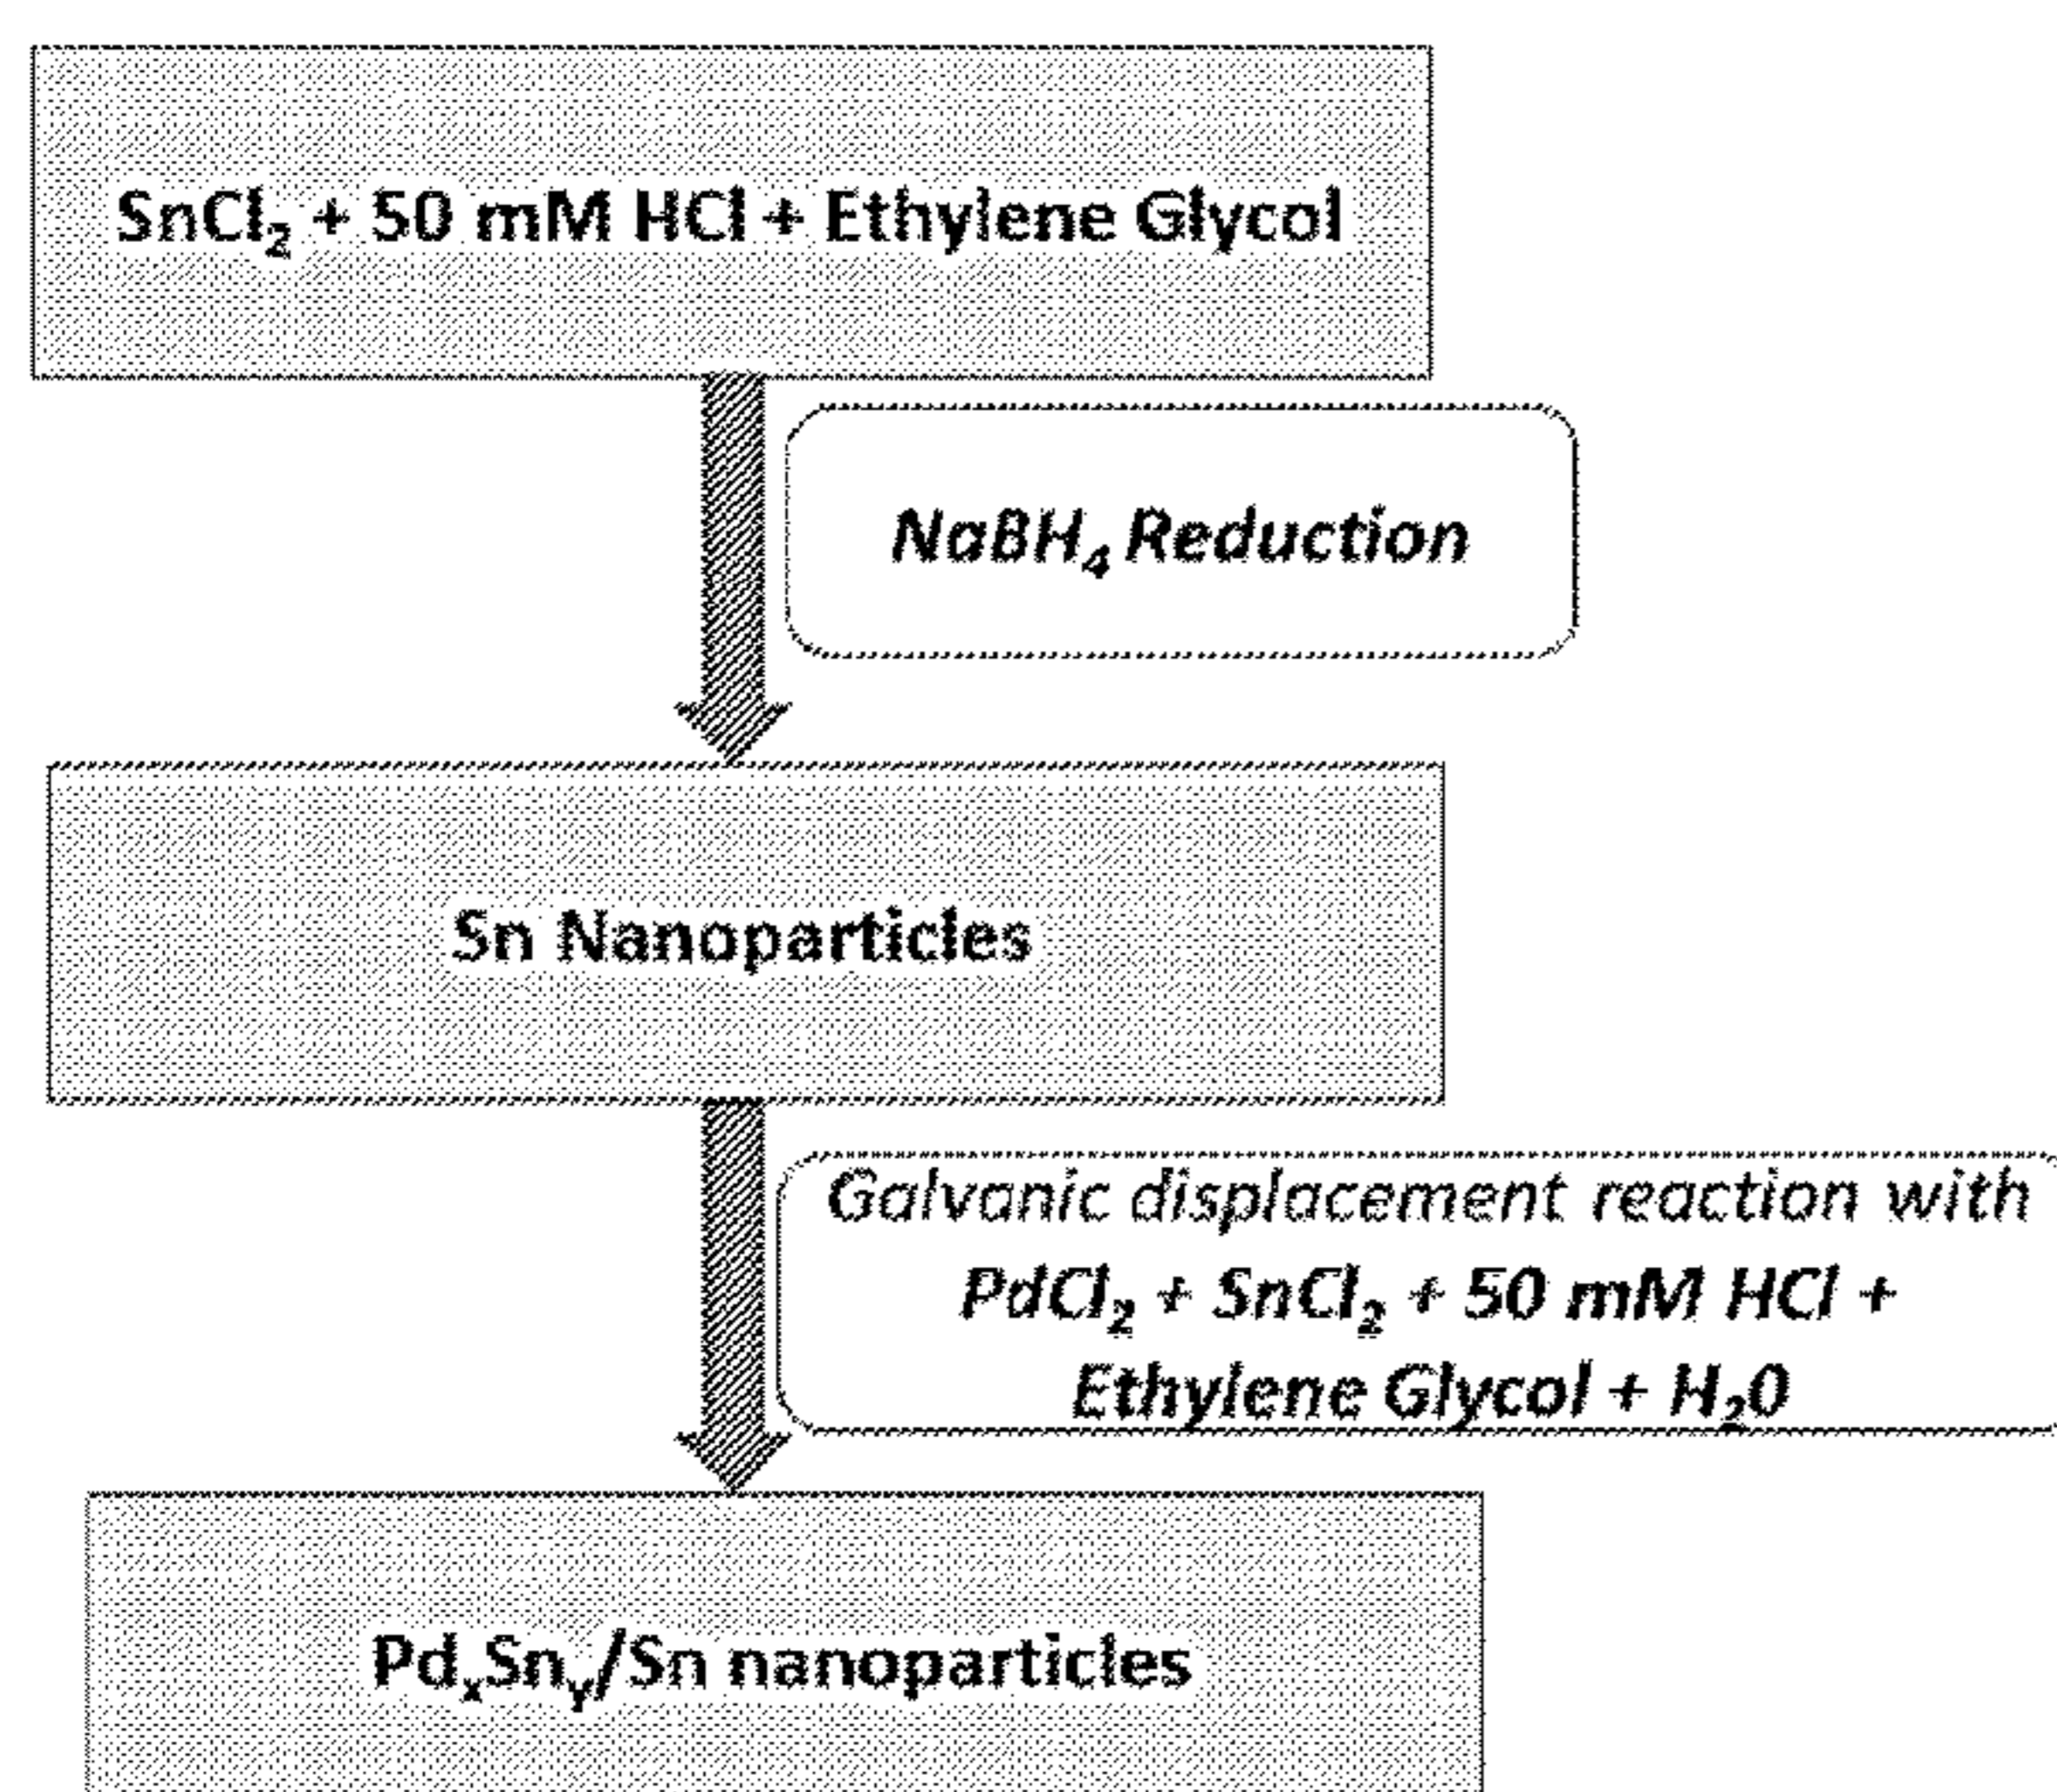 SnCl₂ + 50 mM HCl + Ethylene Glycol
NaBH₄ Reduction
Sn Nanoparticles
Galvanic displacement reaction with
PdCl₂ + SnCl₂ + 50 mM HCl +
Ethylene Glycol + H₂0
PdₓSnᵧ/Sn nanoparticles